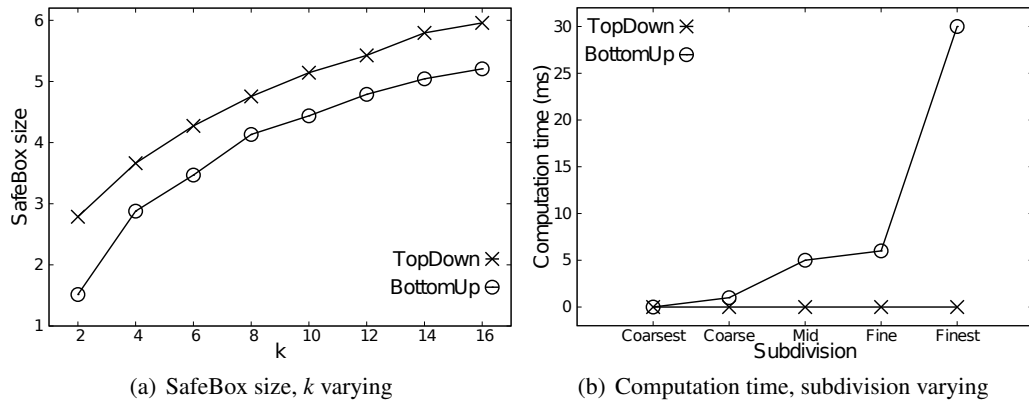 6
5
4
3
2
1
SafeBox size
TopDown
BottomUp
2 4 6 8 10 12 14 16
k
(a) SafeBox size, k varying
30
25
20
15
10
5
0
Computation time (ms)
TopDown
BottomUp
Coarsest Coarse Mid Fine Finest
Subdivision
(b) Computation time, subdivision varying